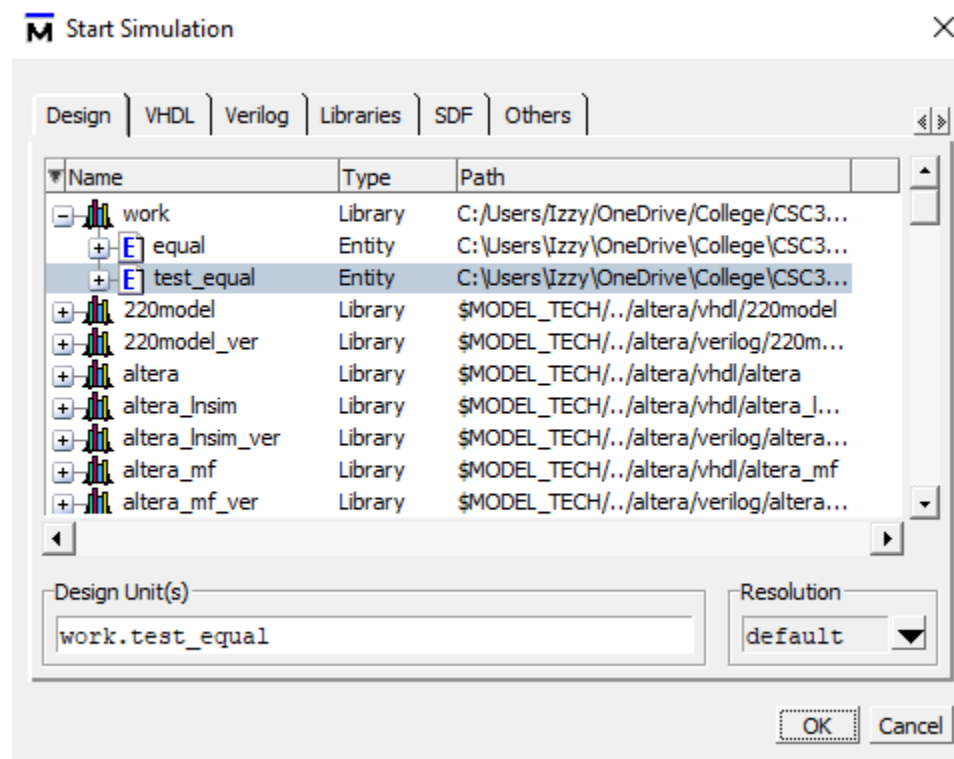 Start Simulation
Design VHDL Verilog Libraries SDF Others
Name Type Path
work Library C:/Users/Izzy/OneDrive/College/CSC3...
equal Entity C:\Users\Izzy\OneDrive\College\CSC3...
test_equal Entity C:\Users\Izzy\OneDrive\College\CSC3...
220model Library $MODEL_TECH/../altera/vhdl/220model
220model_ver Library $MODEL_TECH/../altera/verilog/220m...
altera Library $MODEL_TECH/../altera/vhdl/altera
altera_lnsim Library $MODEL_TECH/../altera/vhdl/altera_l...
altera_lnsim_ver Library $MODEL_TECH/../altera/verilog/altera...
altera_mf Library $MODEL_TECH/../altera/vhdl/altera_mf
altera_mf_ver Library $MODEL_TECH/../altera/verilog/altera...
Design Unit(s) Resolution
work.test_equal default
OK Cancel